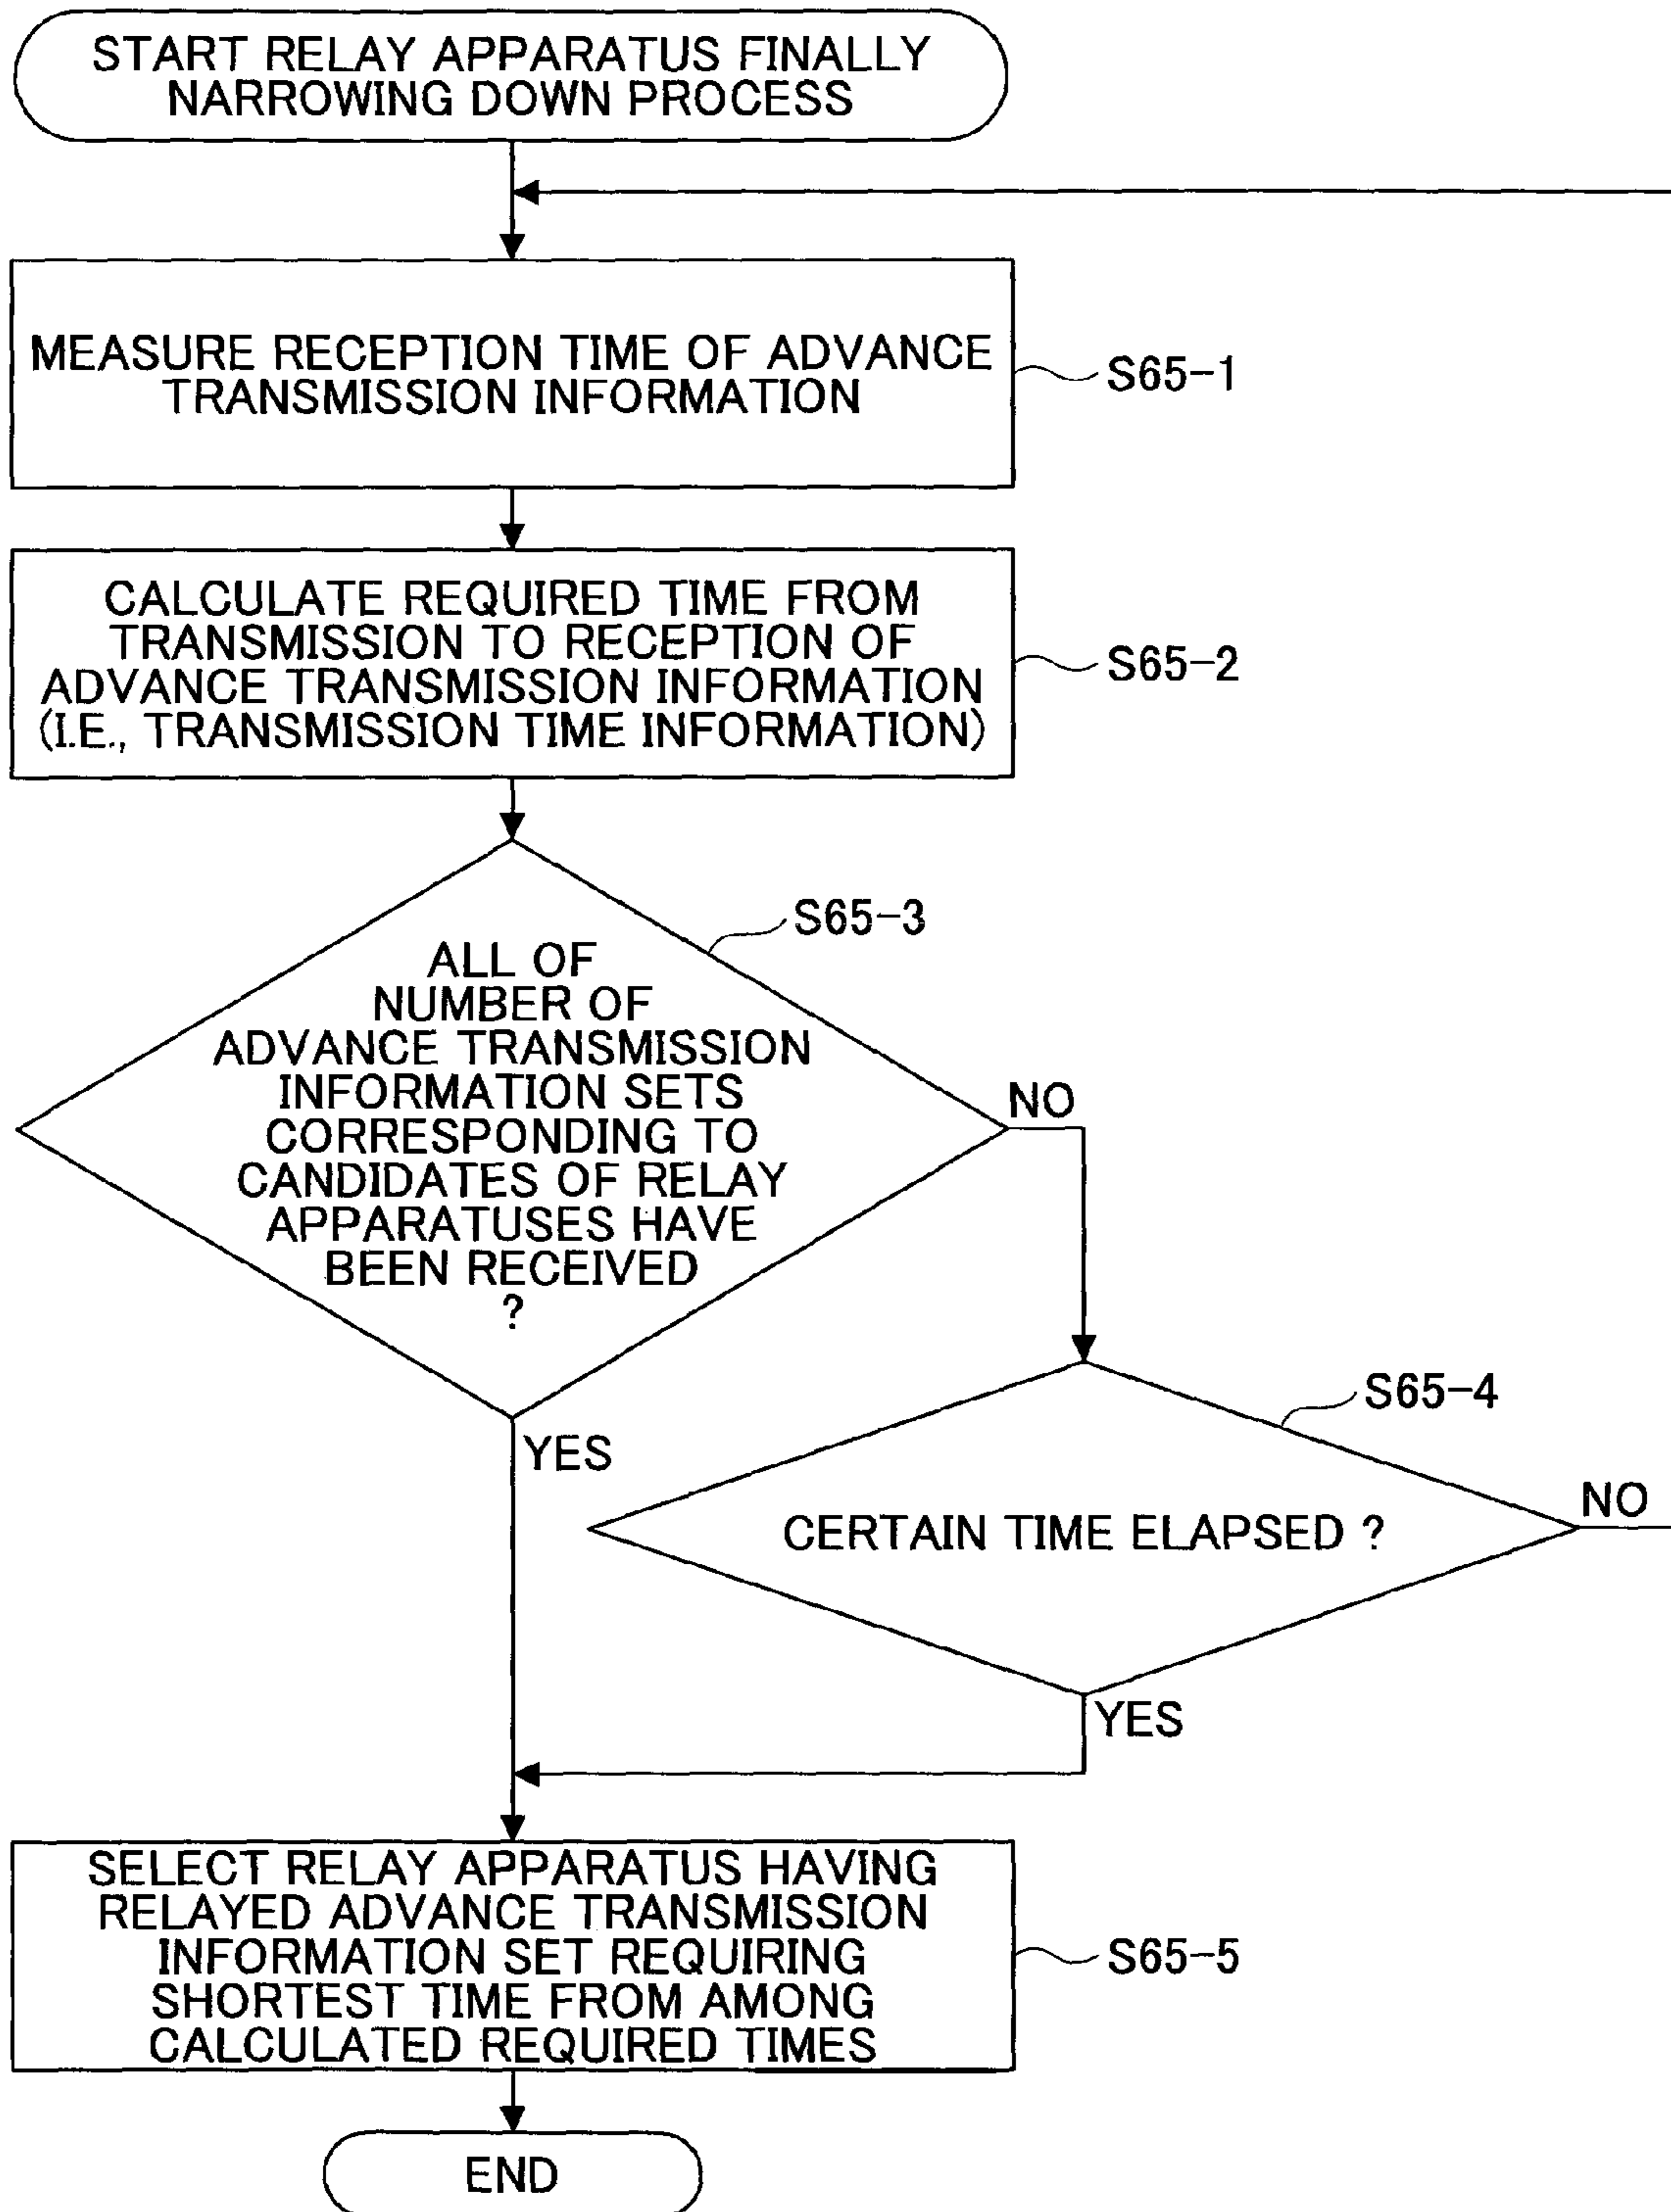 START RELAY APPARATUS FINALLY
NARROWING DOWN PROCESS
MEASURE RECEPTION TIME OF ADVANCE
TRANSMISSION INFORMATION
S65-1
CALCULATE REQUIRED TIME FROM
TRANSMISSION TO RECEPTION OF
ADVANCE TRANSMISSION INFORMATION
(I.E., TRANSMISSION TIME INFORMATION)
S65-2
S65-3
ALL OF
NUMBER OF
ADVANCE TRANSMISSION
INFORMATION SETS
CORRESPONDING TO
CANDIDATES OF RELAY
APPARATUSES HAVE
BEEN RECEIVED
?
NO
YES
S65-4
CERTAIN TIME ELAPSED ?
NO
YES
SELECT RELAY APPARATUS HAVING
RELAYED ADVANCE TRANSMISSION
INFORMATION SET REQUIRING
SHORTEST TIME FROM AMONG
CALCULATED REQUIRED TIMES
S65-5
END